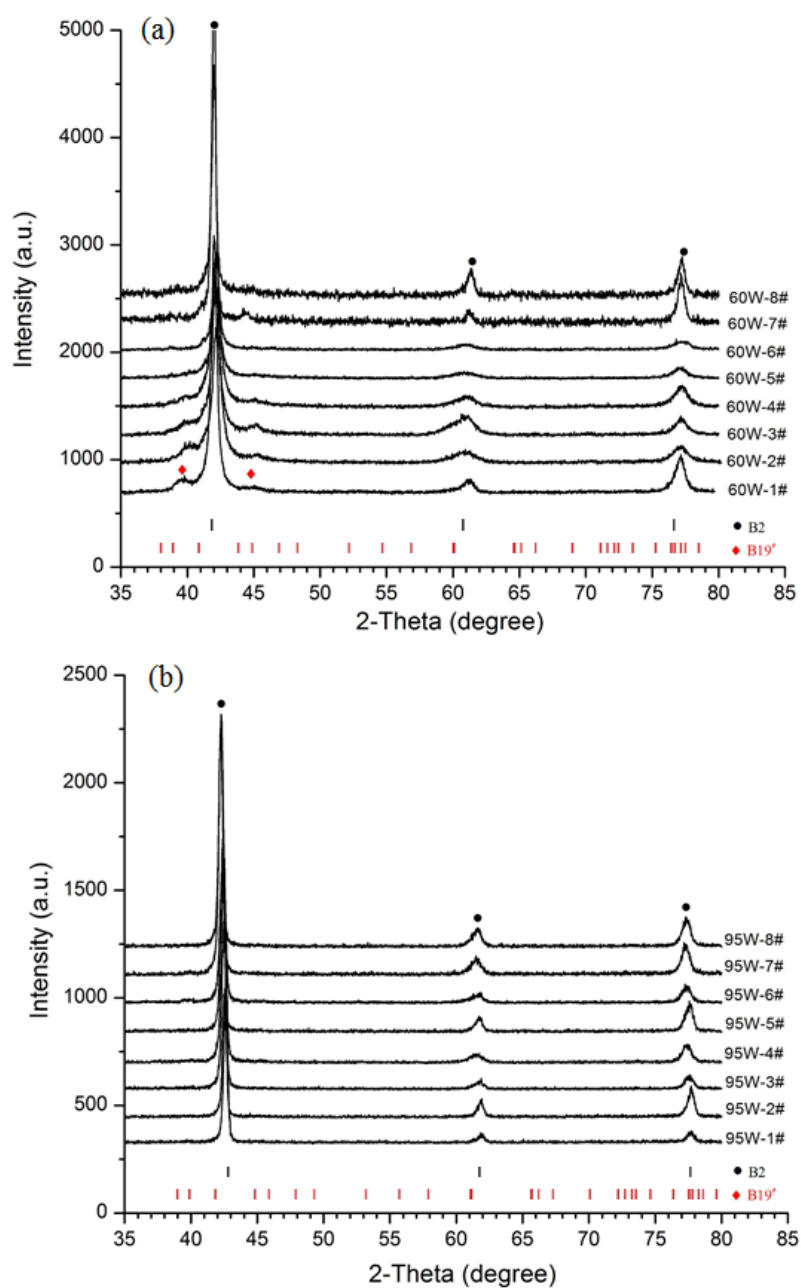 (a)
5000
4000
3000
2000
1000
0
Intensity (a.u.)
60W-8#
60W-7#
60W-6#
60W-5#
60W-4#
60W-3#
60W-2#
60W-1#
B2
B19′
35 40 45 50 55 60 65 70 75 80 85
2-Theta (degree)
(b)
2500
2000
1500
1000
500
0
Intensity (a.u.)
95W-8#
95W-7#
95W-6#
95W-5#
95W-4#
95W-3#
95W-2#
95W-1#
B2
B19′
35 40 45 50 55 60 65 70 75 80 85
2-Theta (degree)